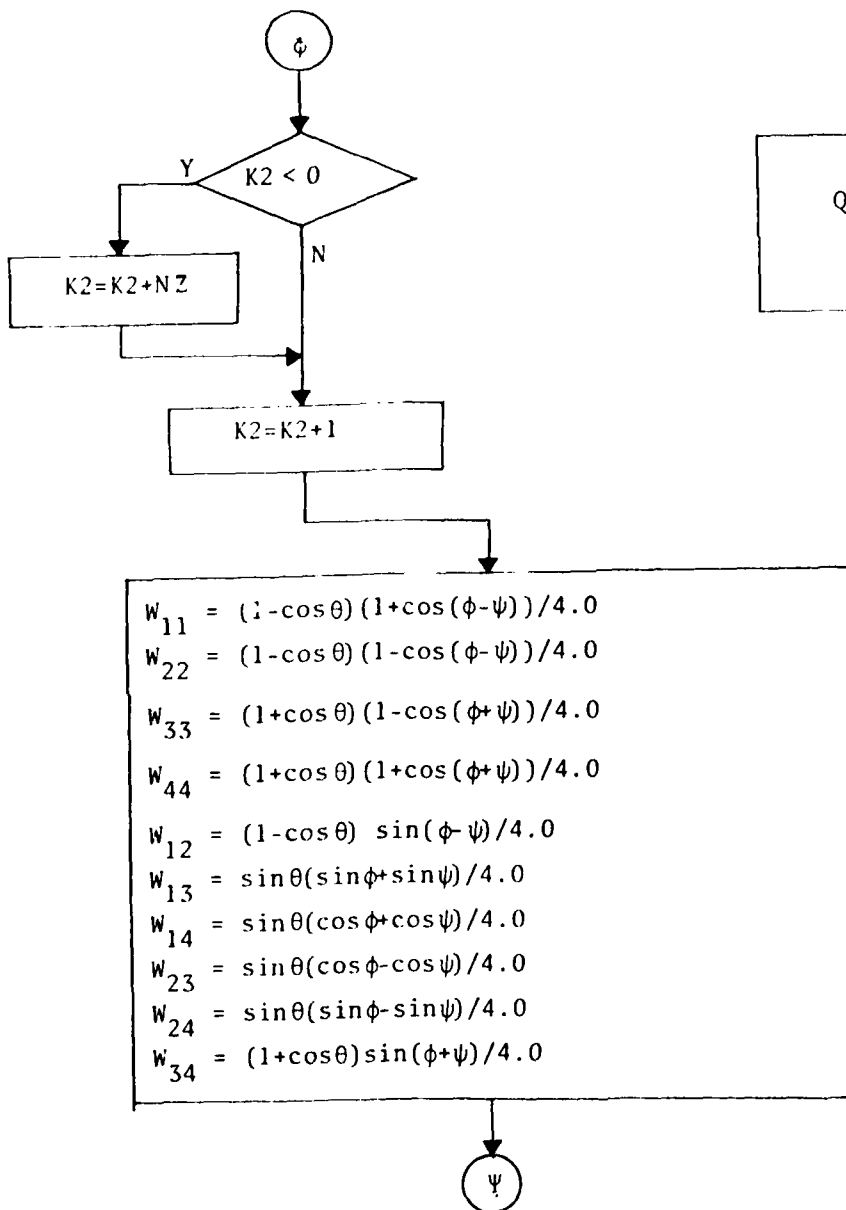 Y
K2 < 0
N
Q
K2=K2+NZ
K2=K2+1
W₁₁ = (1-cosθ)(1+cos(ϕ-ψ))/4.0
W₂₂ = (1-cosθ)(1-cos(ϕ-ψ))/4.0
W₃₃ = (1+cosθ)(1-cos(ϕ+ψ))/4.0
W₄₄ = (1+cosθ)(1+cos(ϕ+ψ))/4.0
W₁₂ = (1-cosθ) sin(ϕ-ψ)/4.0
W₁₃ = sinθ(sinϕ+sinψ)/4.0
W₁₄ = sinθ(cosϕ+cosψ)/4.0
W₂₃ = sinθ(cosϕ-cosψ)/4.0
W₂₄ = sinθ(sinϕ-sinψ)/4.0
W₃₄ = (1+cosθ)sin(ϕ+ψ)/4.0
Ψ